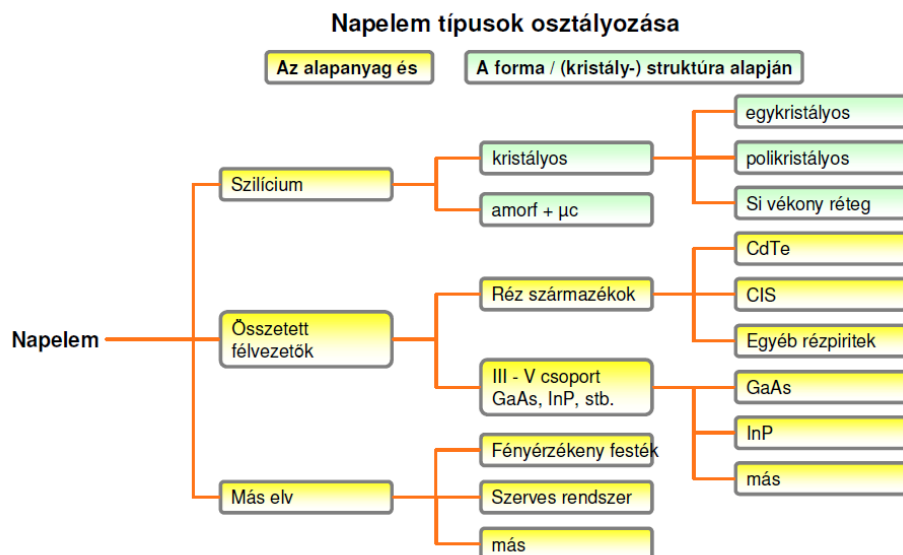 Napelem típusok osztályozása
Az alapanyag és
A forma / (kristály-) struktúra alapján
Napelem
Szilícium
kristályos
egykristályos
polikristályos
Si vékony réteg
amorf + µc
Összetett
félvezetők
Réz származékok
CdTe
CIS
Egyéb rézpiritek
III - V csoport
GaAs, InP, stb.
GaAs
InP
más
Más elv
Fényérzékeny festék
Szerves rendszer
más